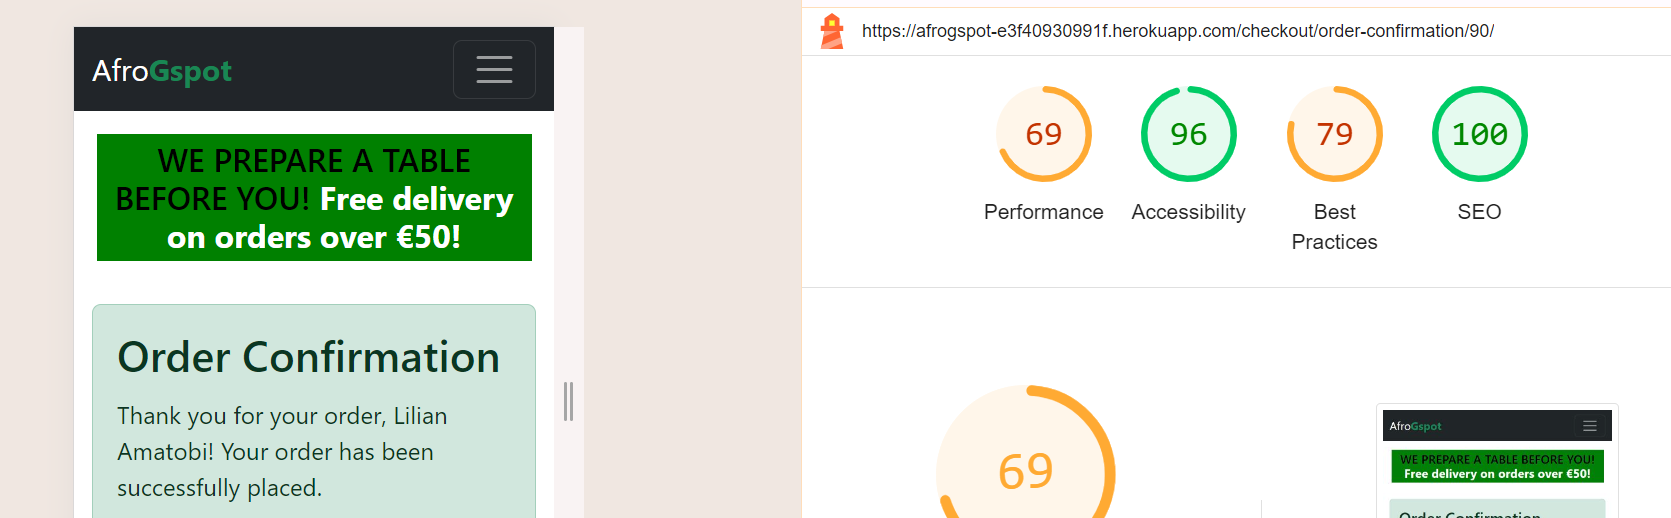 AfroGspot
WE PREPARE A TABLE
BEFORE YOU! Free delivery
on orders over €50!
Order Confirmation
Thank you for your order, Lilian
Amatobi! Your order has been
successfully placed.
https://afrogspot-e3f40930991f.herokuapp.com/checkout/order-confirmation/90/
69
96
79
100
Performance
Accessibility
Best
Practices
SEO
69
AfroGspot
WE PREPARE A TABLE BEFORE YOU!
Free delivery on orders over €50!
Order Confirmation